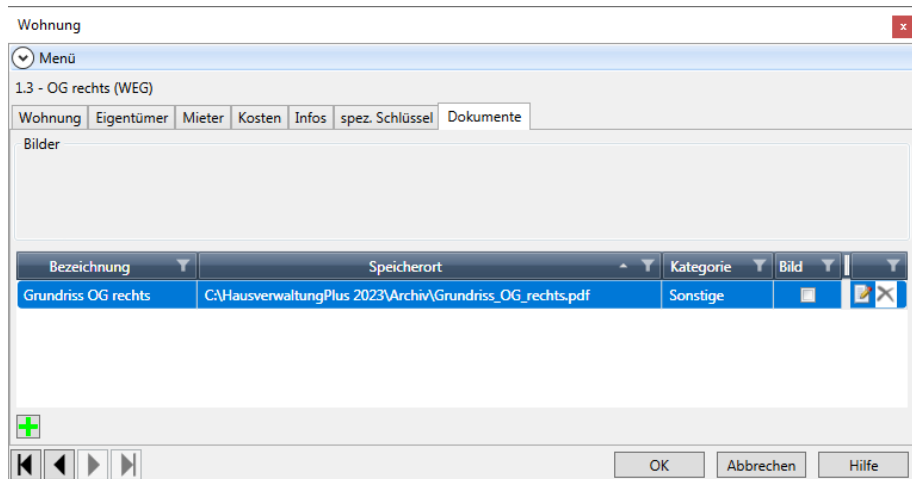 Wohnung
x
Menü
1.3 - OG rechts (WEG)
Wohnung Eigentümer Mieter Kosten Infos spez. Schlüssel Dokumente
Bilder
Bezeichnung Speicherort Kategorie Bild
Grundriss OG rechts C:\HausverwaltungPlus 2023\Archiv\Grundriss_OG_rechts.pdf Sonstige
OK Abbrechen Hilfe